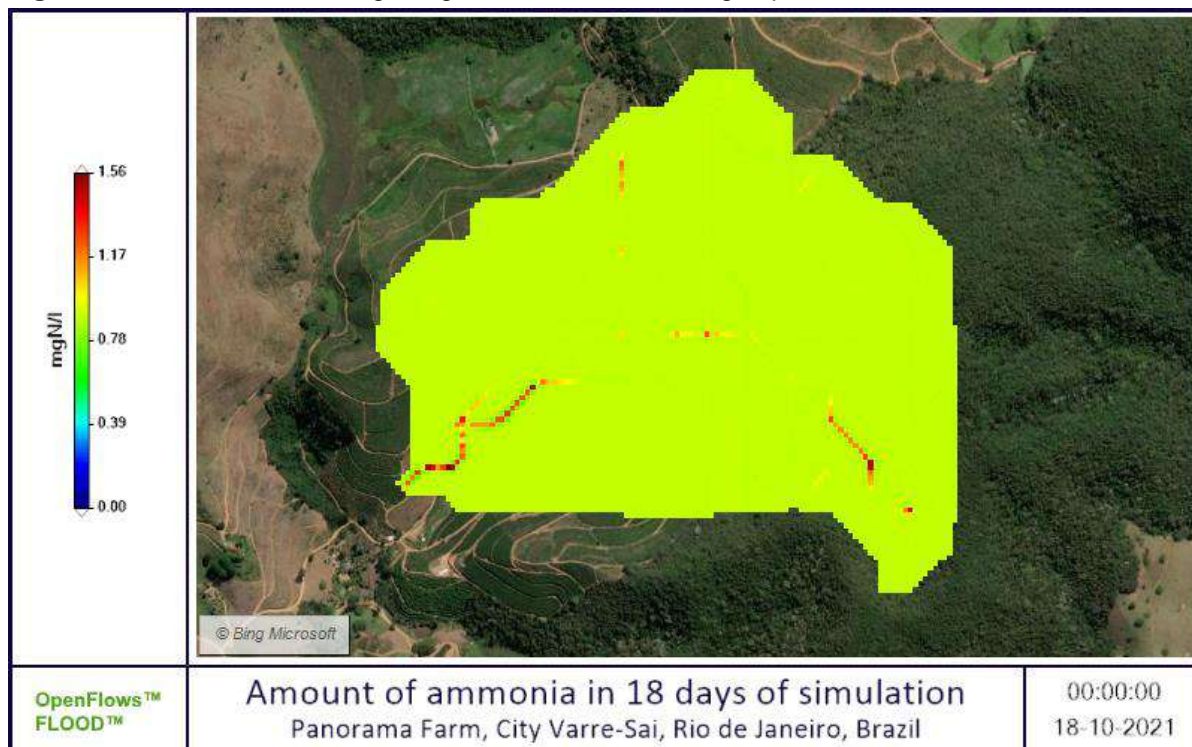 1.56
1.17
0.78
0.39
0.00
mgN/l
© Bing Microsoft
OpenFlows™
FLOOD™
Amount of ammonia in 18 days of simulation
Panorama Farm, City Varre-Sai, Rio de Janeiro, Brazil
00:00:00
18-10-2021